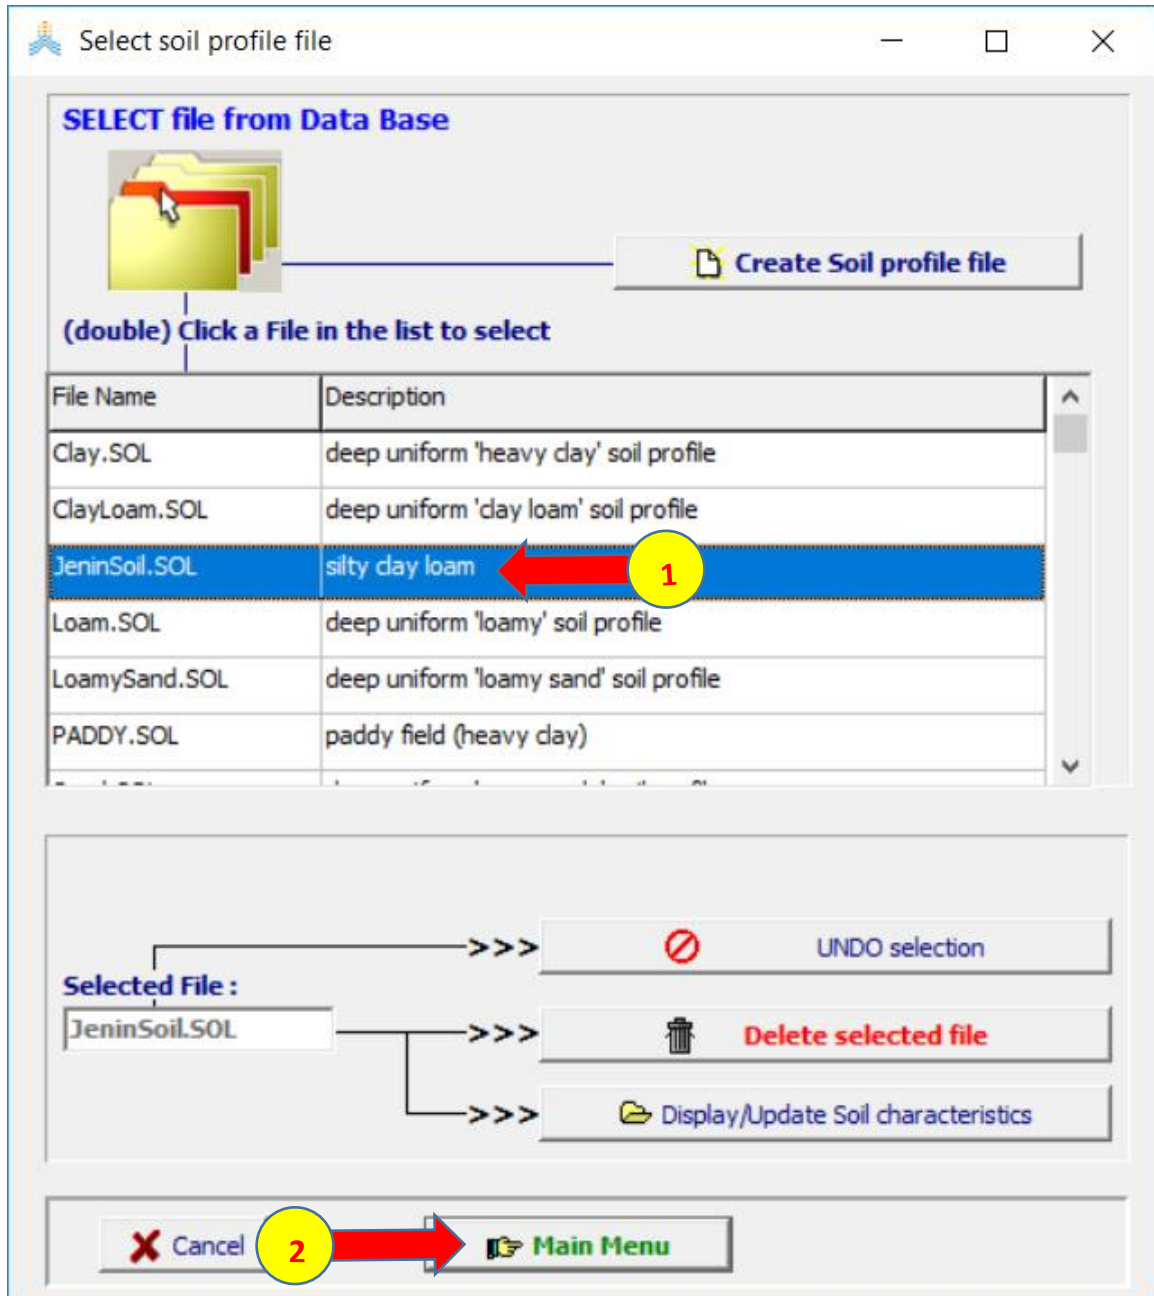 Select soil profile file
SELECT file from Data Base
Create Soil profile file
(double) Click a File in the list to select
File Name Description
Clay.SOL deep uniform 'heavy clay' soil profile
ClayLoam.SOL deep uniform 'clay loam' soil profile
JeninSoil.SOL silty clay loam 1
Loam.SOL deep uniform 'loamy' soil profile
LoamySand.SOL deep uniform 'loamy sand' soil profile
PADDY.SOL paddy field (heavy clay)
>>> UNDO selection
Selected File :
JeninSoil.SOL >>> Delete selected file
>>> Display/Update Soil characteristics
Cancel 2 Main Menu